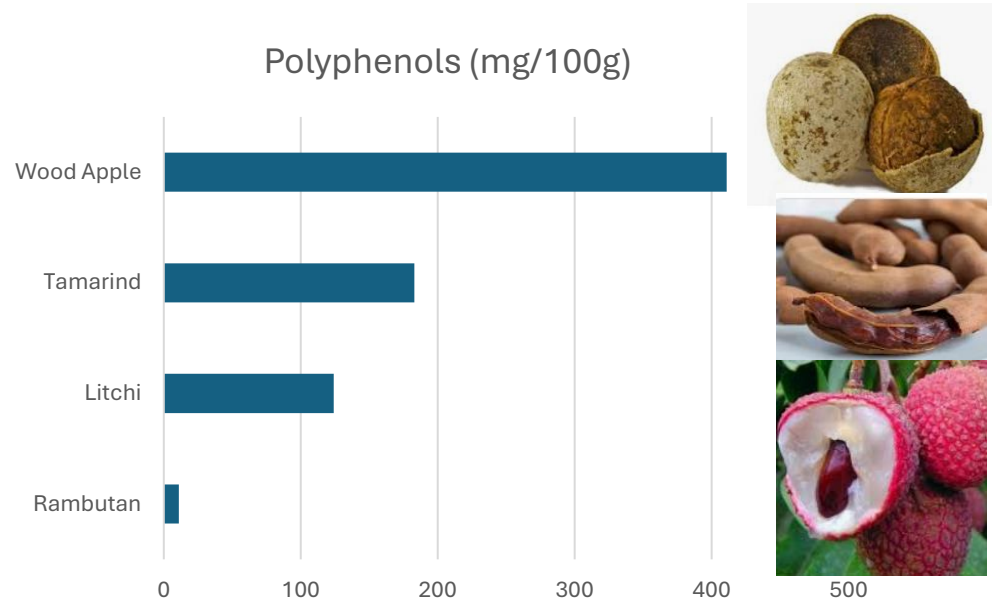 Polyphenols (mg/100g)
Wood Apple
Tamarind
Litchi
Rambutan
0 100 200 300 400 500